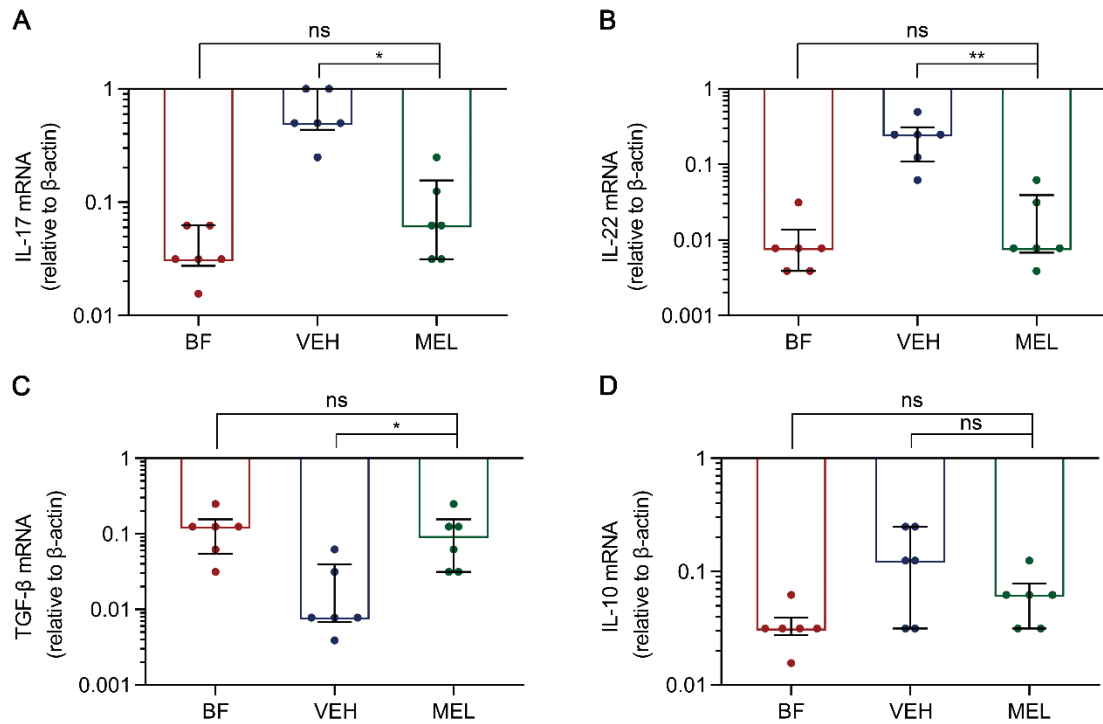 A
ns
*
1
0.1
0.01
IL-17 mRNA
(relative to β-actin)
BF VEH MEL
B
ns
**
1
0.1
0.01
0.001
IL-22 mRNA
(relative to β-actin)
BF VEH MEL
C
ns
*
1
0.1
0.01
0.001
TGF-β mRNA
(relative to β-actin)
BF VEH MEL
D
ns
ns
1
0.1
0.01
IL-10 mRNA
(relative to β-actin)
BF VEH MEL